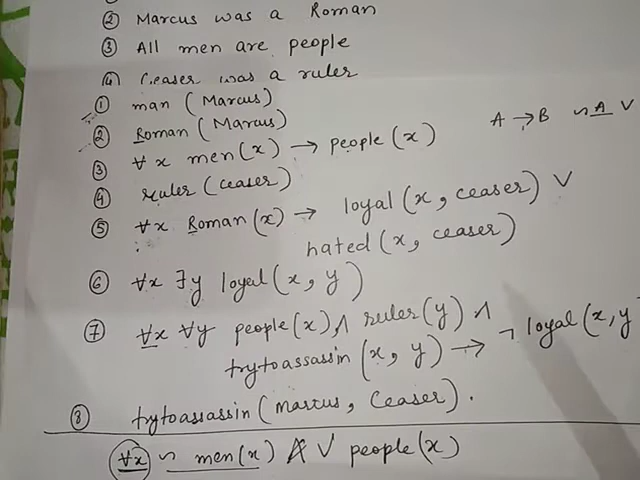 ② Marcus was a Roman
③ All men are people
④ Ceaser was a ruler
① man (Marcus)
② Roman (Marcus)
③ ∀x men(x) → people(x)
A → B ~A ∨
④ ruler (ceaser)
⑤ ∀x Roman(x) → loyal(x, ceaser) ∨
hated(x, ceaser)
⑥ ∀x ∃y loyal(x, y)
⑦ ∀x ∀y people(x) ∧ ruler(y) ∧
trytoassassin(x, y) → ¬ loyal(x, y
⑧ trytoassassin(Marcus, Ceaser).
∀x ~ men(x) ∨ people(x)